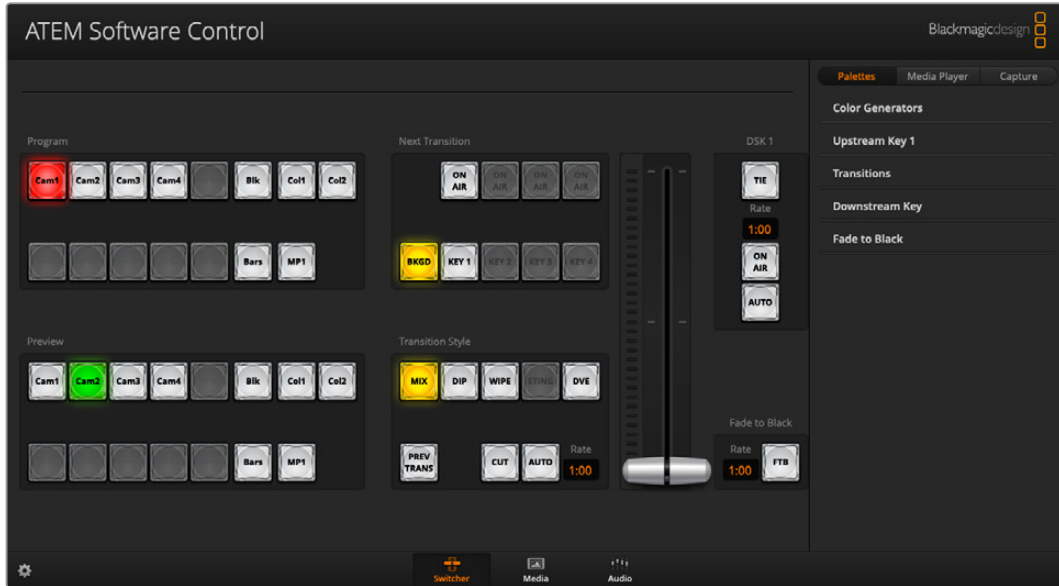 ATEM Software Control
Blackmagicdesign
Palettes Media Player Capture
Color Generators
Upstream Key 1
Transitions
Downstream Key
Fade to Black
Program
Cam1 Cam2 Cam3 Cam4 Blk Col1 Col2
Bars MP1
Next Transition
ON AIR ON AIR ON AIR ON AIR
BKGD KEY 1 KEY 2 KEY 3 KEY 4
DSK 1
TIE
Rate
1:00
ON AIR
AUTO
Preview
Cam1 Cam2 Cam3 Cam4 Blk Col1 Col2
Bars MP1
Transition Style
MIX DIP WIPE STING DVE
PREV TRANS CUT AUTO Rate 1:00
Fade to Black
Rate
1:00 FTB
Switcher Media Audio